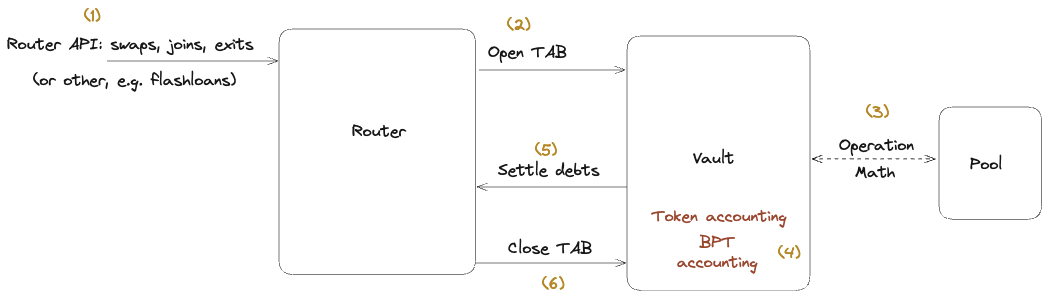 (1)
Router API: swaps, joins, exits
(or other, e.g. flashloans)
Router
(2)
Open TAB
(5)
Settle debts
Close TAB
(6)
Vault
Token accounting
BPT
accounting
(4)
(3)
Operation
Math
Pool